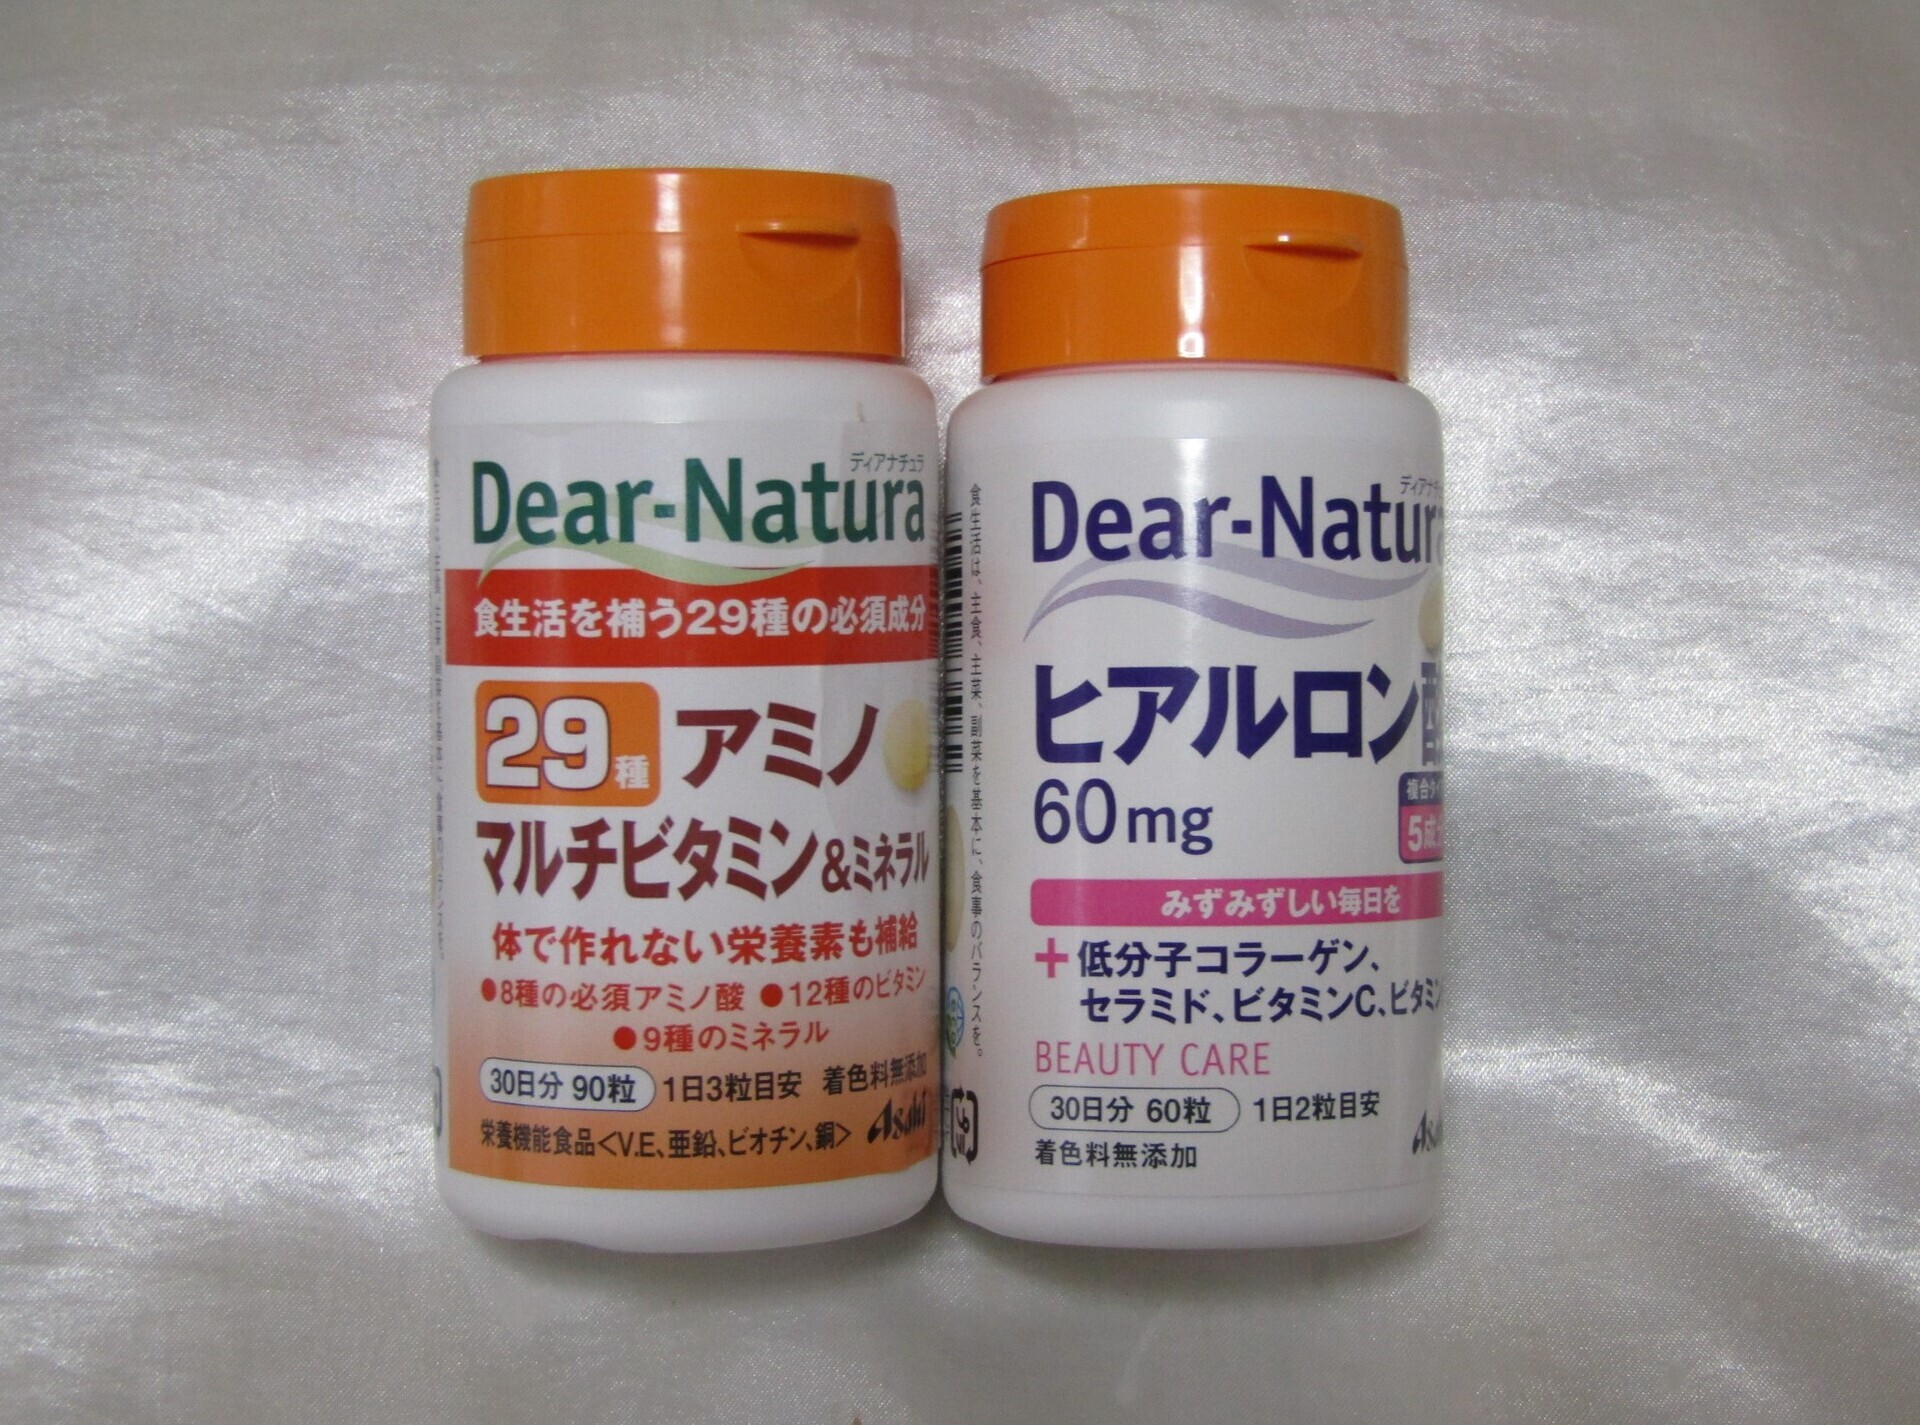 ディアナチュラ
Dear-Natura
食生活を補う29種の必須成分
29種 アミノ
マルチビタミン&ミネラル
体で作れない栄養素も補給
●8種の必須アミノ酸 ●12種のビタミン
●9種のミネラル
30日分 90粒 1日3粒目安 着色料無添加
栄養機能食品<V.E、亜鉛、ビオチン、銅> Asahi
食生活は、主食、主菜、副菜を基本に、食事のバランスを。
Dear-Natura
ヒアルロン酸
60mg
みずみずしい毎日を
+低分子コラーゲン、
セラミド、ビタミンC、ビタミン
BEAUTY CARE
30日分 60粒 1日2粒目安
着色料無添加